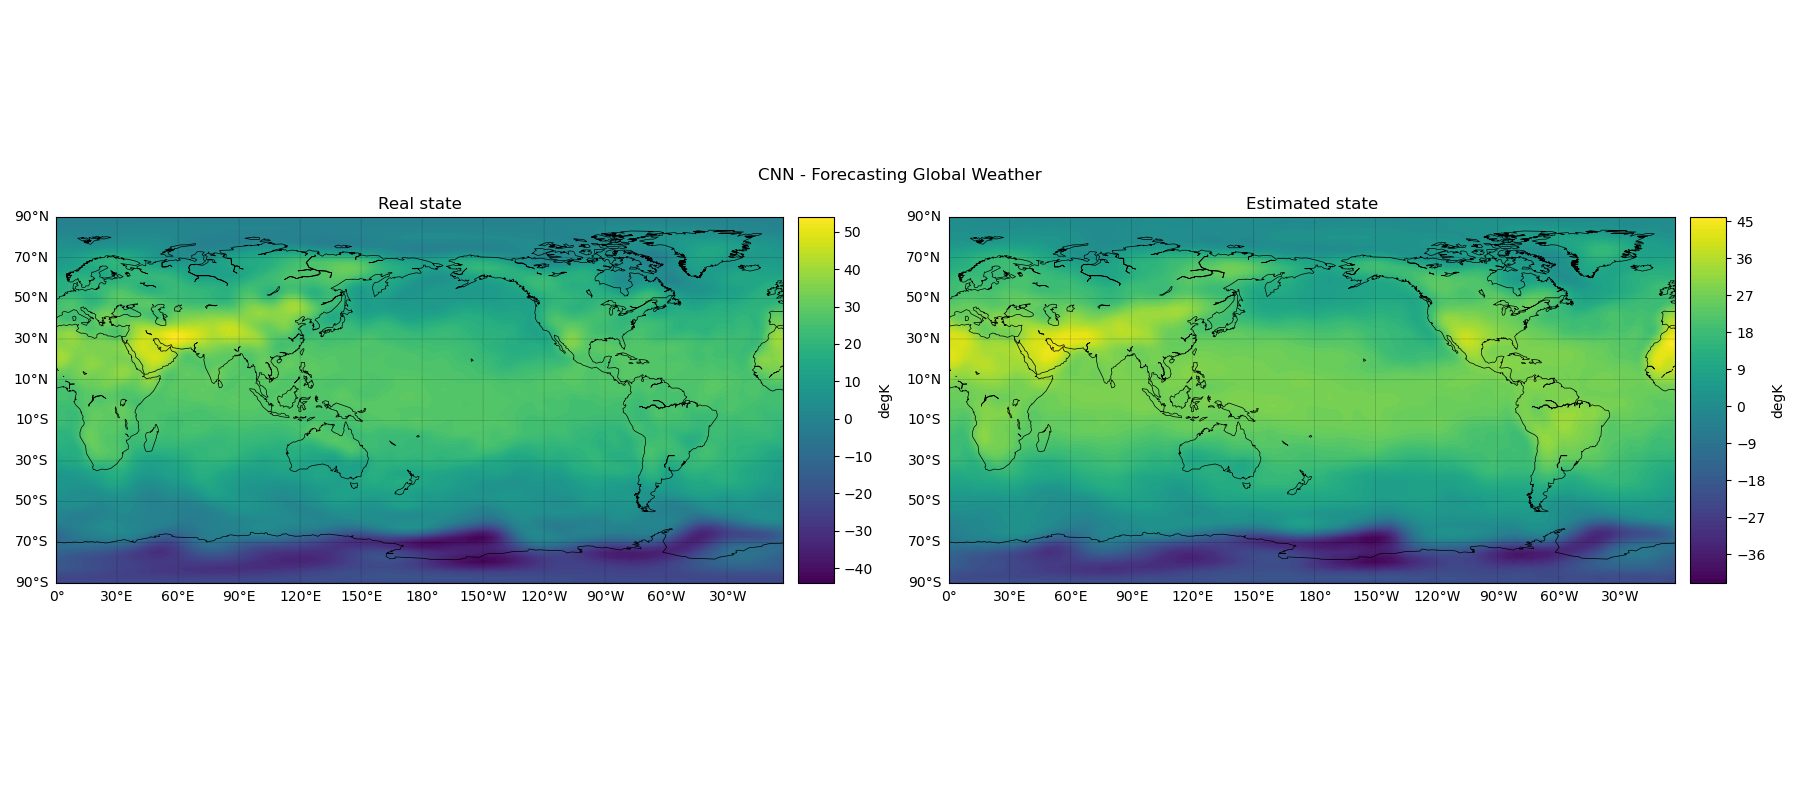 CNN - Forecasting Global Weather
Real state
90°N
70°N
50°N
30°N
10°N
10°S
30°S
50°S
70°S
90°S
0° 30°E 60°E 90°E 120°E 150°E 180° 150°W 120°W 90°W 60°W 30°W
50
40
30
20
10
0
−10
−20
−30
−40
degK
Estimated state
90°N
70°N
50°N
30°N
10°N
10°S
30°S
50°S
70°S
90°S
0° 30°E 60°E 90°E 120°E 150°E 180° 150°W 120°W 90°W 60°W 30°W
45
36
27
18
9
0
−9
−18
−27
−36
degK